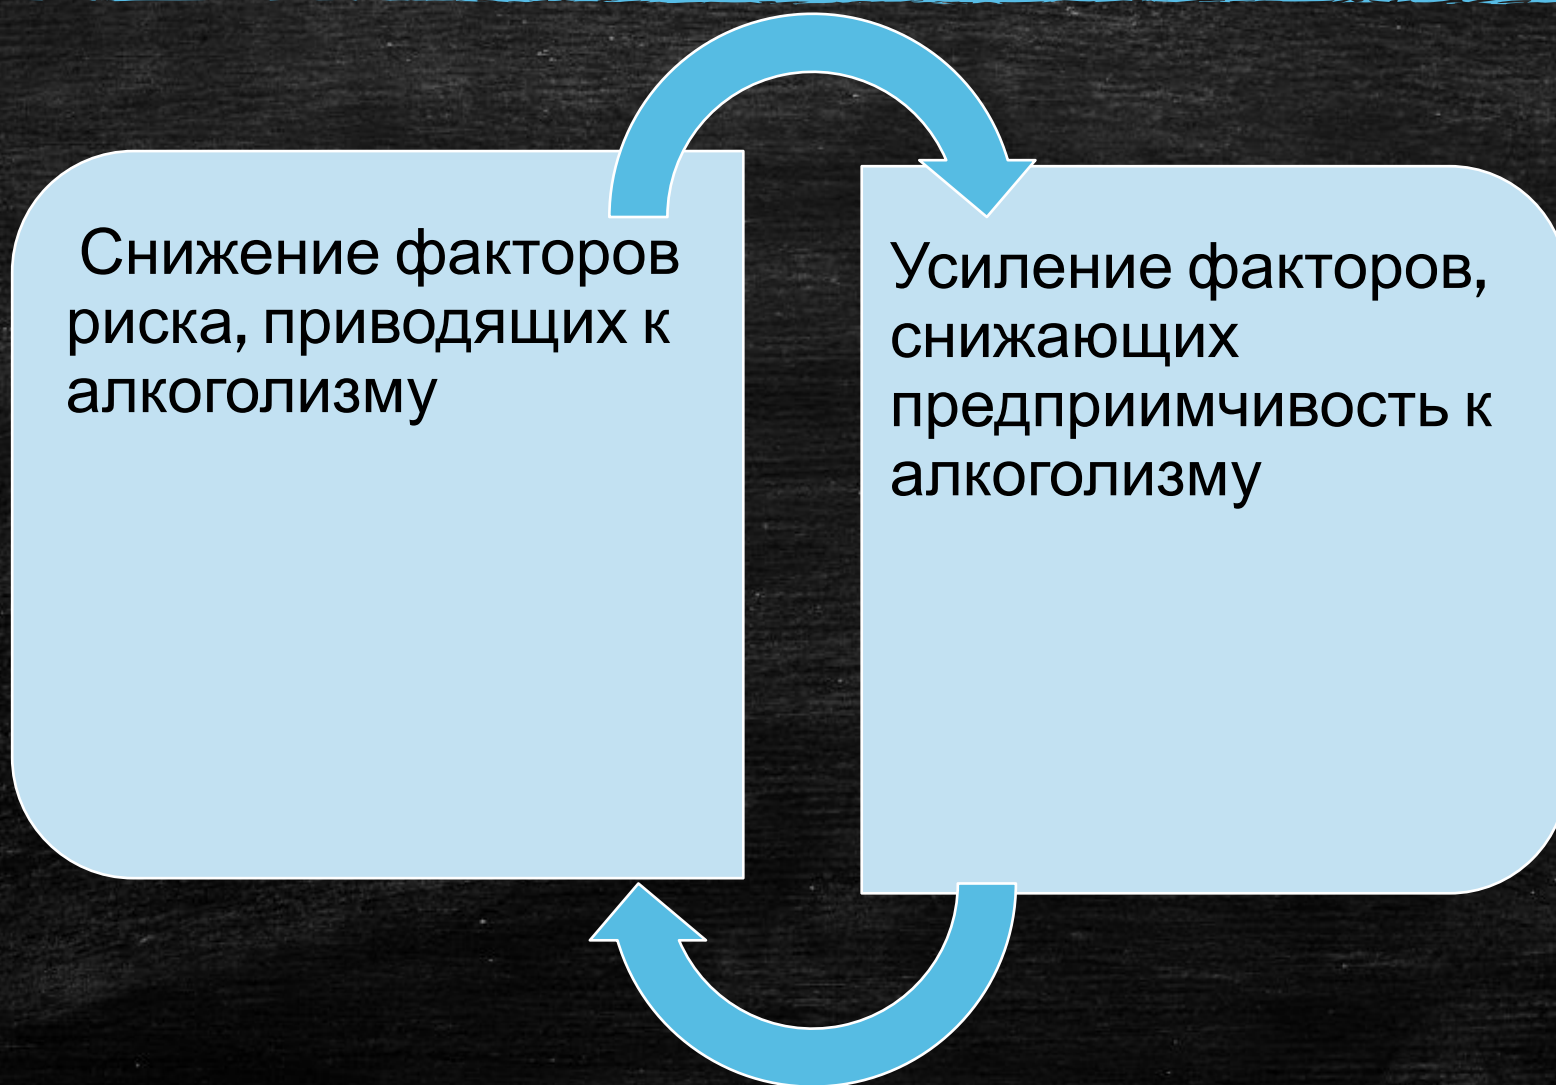 Снижение факторов
риска, приводящих к
алкоголизму
Усиление факторов,
снижающих
предприимчивость к
алкоголизму